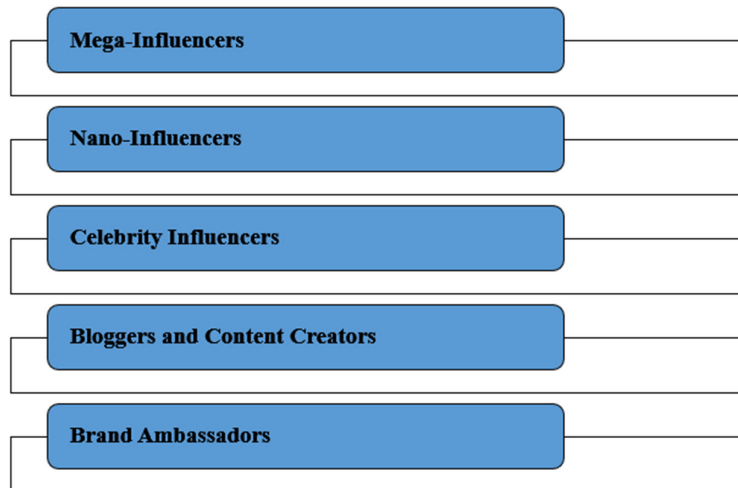 Mega-Influencers
Nano-Influencers
Celebrity Influencers
Bloggers and Content Creators
Brand Ambassadors